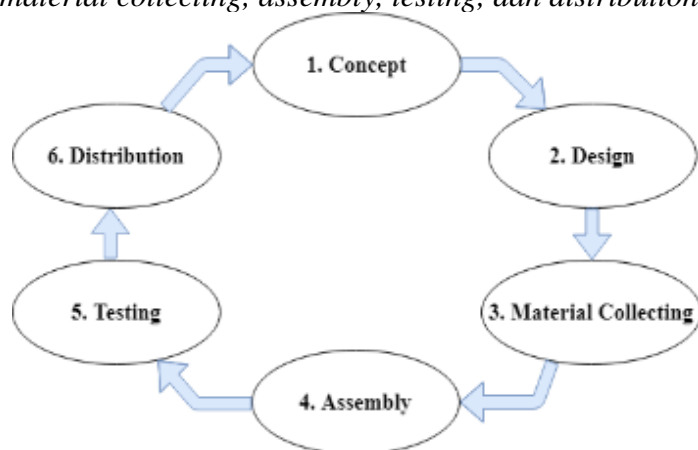 material collecting, assembly, testing, dan distribution
1. Concept
2. Design
3. Material Collecting
4. Assembly
5. Testing
6. Distribution